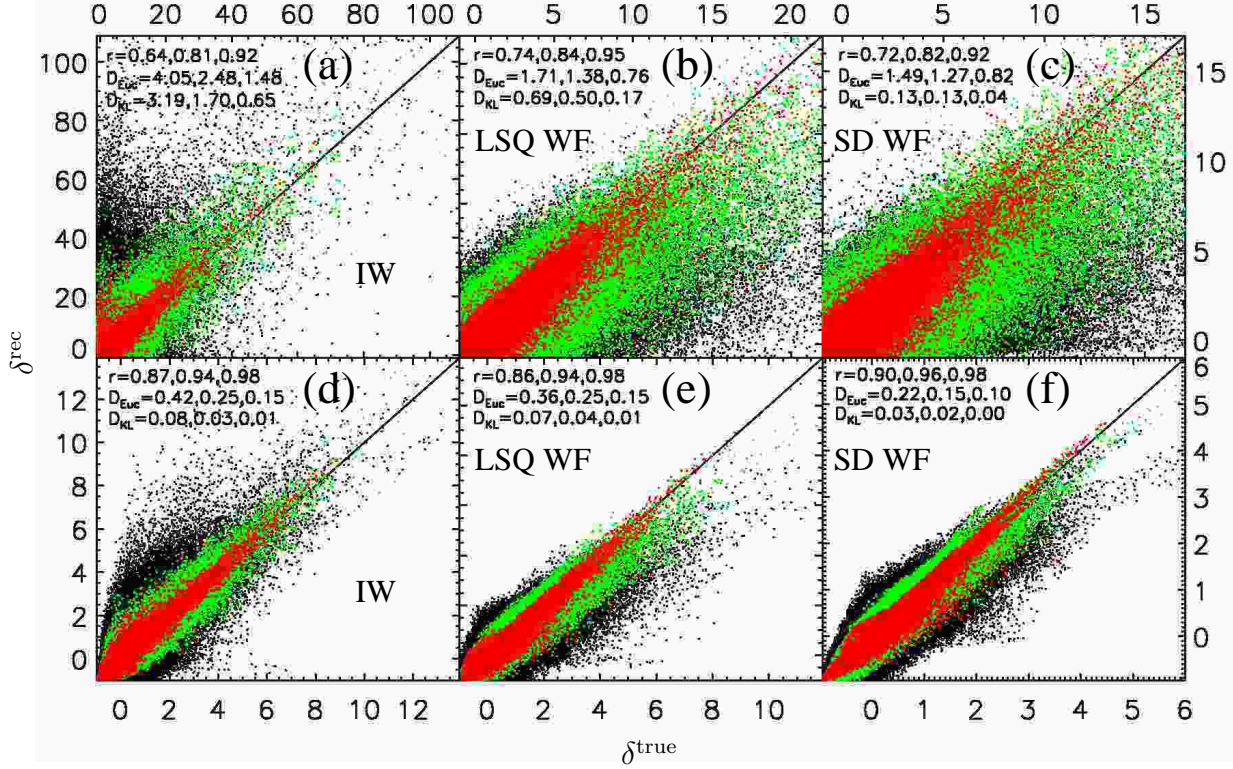 0 20 40 60 80 100
0 5 10 15 20
0 5 10 15
(a)
r=0.64,0.81,0.92
D_Euc=4.05,2.48,1.48
D_KL=3.19,1.70,0.65
IW
(b)
r=0.74,0.84,0.95
D_Euc=1.71,1.38,0.76
D_KL=0.69,0.50,0.17
LSQ WF
(c)
r=0.72,0.82,0.92
D_Euc=1.49,1.27,0.82
D_KL=0.13,0.13,0.04
SD WF
100
80
60
40
20
0
15
10
5
0
δ^rec
(d)
r=0.87,0.94,0.98
D_Euc=0.42,0.25,0.15
D_KL=0.08,0.03,0.01
IW
(e)
r=0.86,0.94,0.98
D_Euc=0.36,0.25,0.15
D_KL=0.07,0.04,0.01
LSQ WF
(f)
r=0.90,0.96,0.98
D_Euc=0.22,0.15,0.10
D_KL=0.03,0.02,0.00
SD WF
12
10
8
6
4
2
0
6
5
4
3
2
1
0
0 2 4 6 8 10 12
0 2 4 6 8 10
0 1 2 3 4 5 6
δ^true